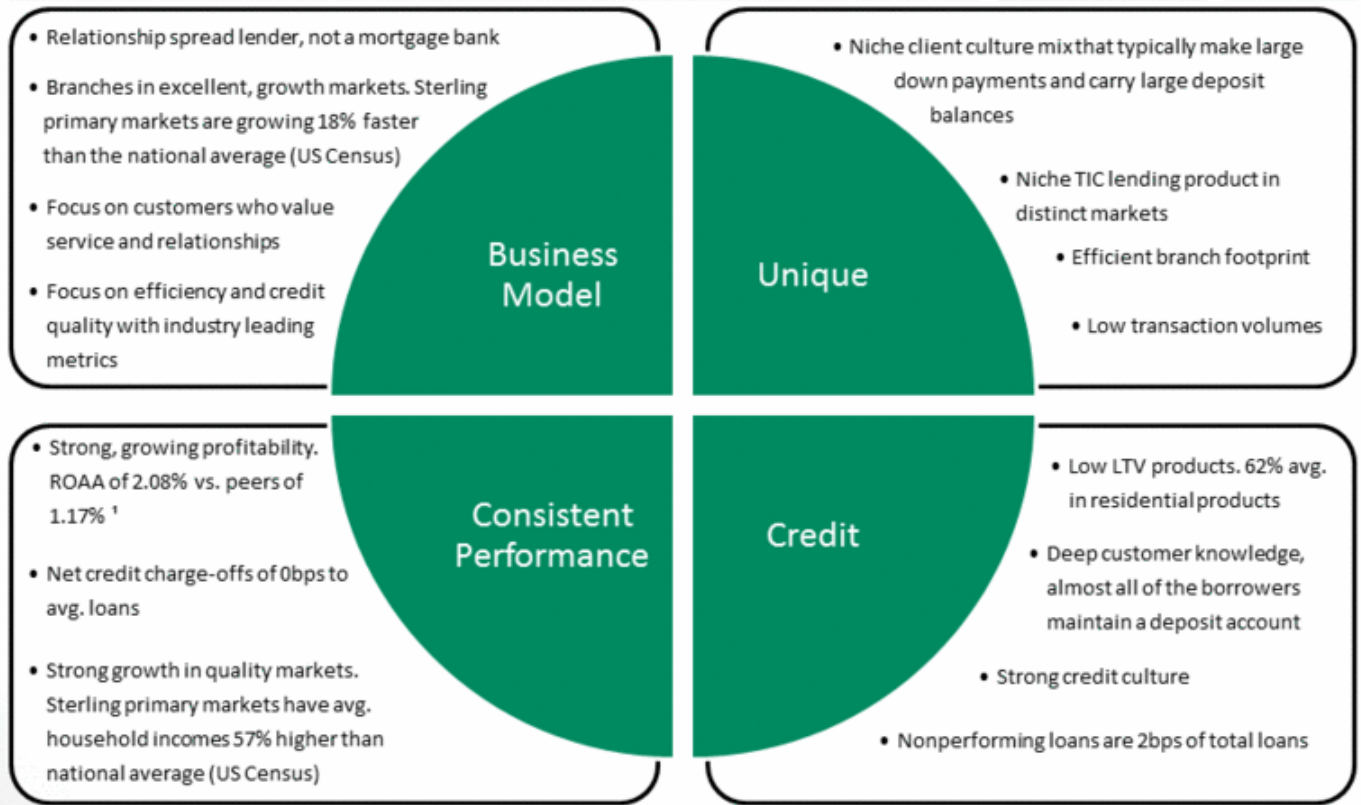 • Relationship spread lender, not a mortgage bank
• Branches in excellent, growth markets. Sterling
primary markets are growing 18% faster
than the national average (US Census)
• Focus on customers who value
service and relationships
• Focus on efficiency and credit
quality with industry leading
metrics
Business
Model
• Niche client culture mix that typically make large
down payments and carry large deposit
balances
• Niche TIC lending product in
distinct markets
• Efficient branch footprint
• Low transaction volumes
Unique
• Strong, growing profitability.
ROAA of 2.08% vs. peers of
1.17% ¹
• Net credit charge-offs of 0bps to
avg. loans
• Strong growth in quality markets.
Sterling primary markets have avg.
household incomes 57% higher than
national average (US Census)
Consistent
Performance
• Low LTV products. 62% avg.
in residential products
• Deep customer knowledge,
almost all of the borrowers
maintain a deposit account
• Strong credit culture
• Nonperforming loans are 2bps of total loans
Credit